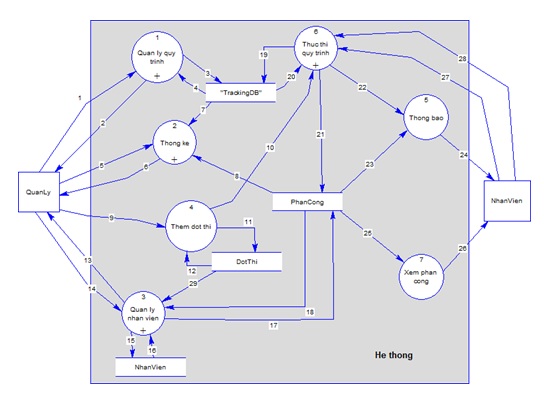 1
Quan ly quy
trinh
+
6
Thuc thi
quy trinh
+
28
19
3
20
27
4
"TrackingDB"
22
1
5
Thong bao
2
7
2
Thong ke
+
10
21
5
6
23
24
8
QuanLy
PhanCong
NhanVien
9
4
Them dot thi
11
25
DotThi
26
7
Xem phan
cong
13
12
14
29
3
Quan ly
nhan vien
+
18
17
15
16
NhanVien
He thong